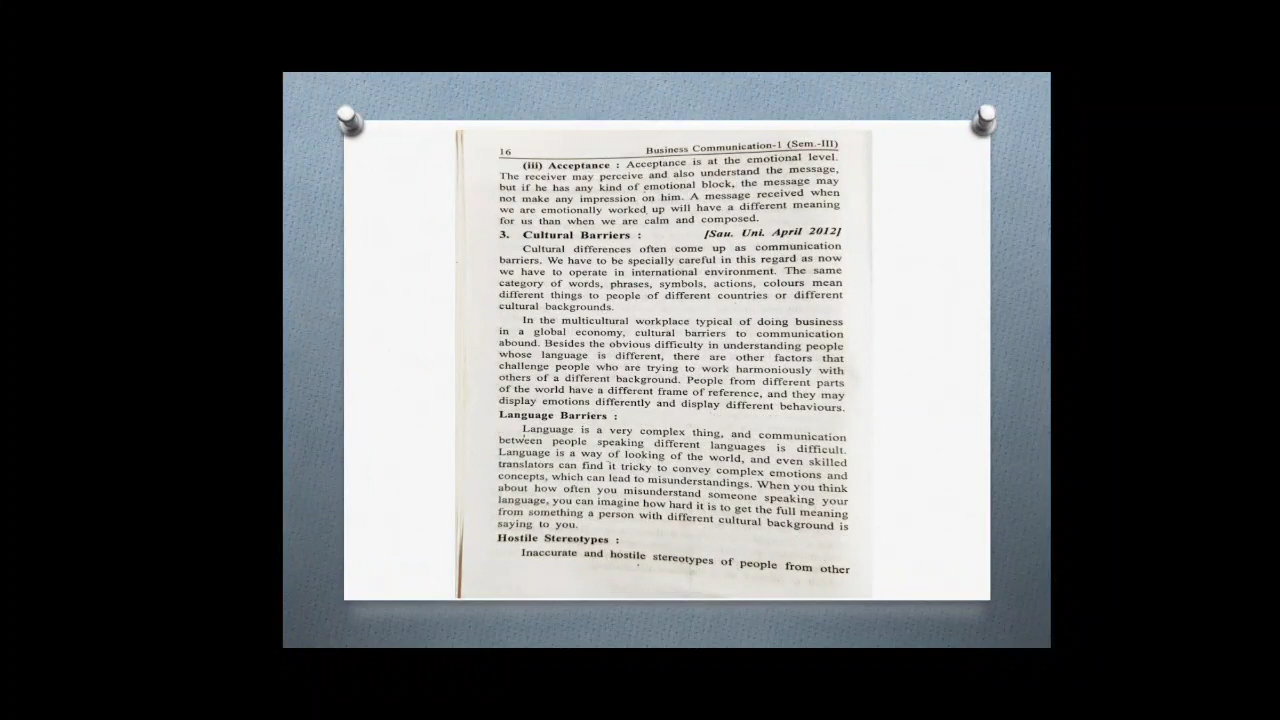 16 Business Communication-1 (Sem.-III)
(iii) Acceptance : Acceptance is at the emotional level.
The receiver may perceive and also understand the message,
but if he has any kind of emotional block, the message may
not make any impression on him. A message received when
we are emotionally worked up will have a different meaning
for us than when we are calm and composed.
3. Cultural Barriers : [Sau. Uni. April 2012]
Cultural differences often come up as communication
barriers. We have to be specially careful in this regard as now
we have to operate in international environment. The same
category of words, phrases, symbols, actions, colours mean
different things to people of different countries or different
cultural backgrounds.
In the multicultural workplace typical of doing business
in a global economy, cultural barriers to communication
abound. Besides the obvious difficulty in understanding people
whose language is different, there are other factors that
challenge people who are trying to work harmoniously with
others of a different background. People from different parts
of the world have a different frame of reference, and they may
display emotions differently and display different behaviours.
Language Barriers :
Language is a very complex thing, and communication
between people speaking different languages is difficult.
Language is a way of looking of the world, and even skilled
translators can find it tricky to convey complex emotions and
concepts, which can lead to misunderstandings. When you think
about how often you misunderstand someone speaking your
language, you can imagine how hard it is to get the full meaning
from something a person with different cultural background is
saying to you.
Hostile Stereotypes :
Inaccurate and hostile stereotypes of people from other